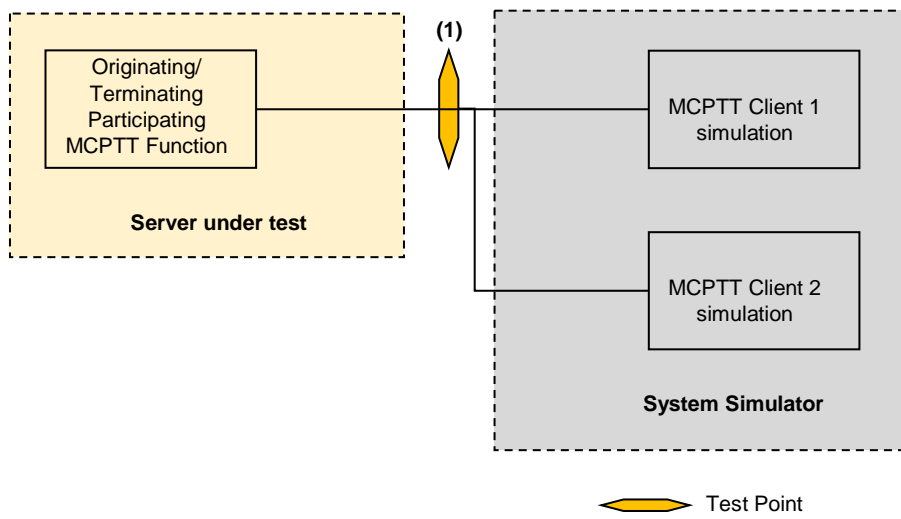 (1)
Originating/
Terminating
Participating
MCPTT Function
Server under test
MCPTT Client 1
simulation
MCPTT Client 2
simulation
System Simulator
Test Point